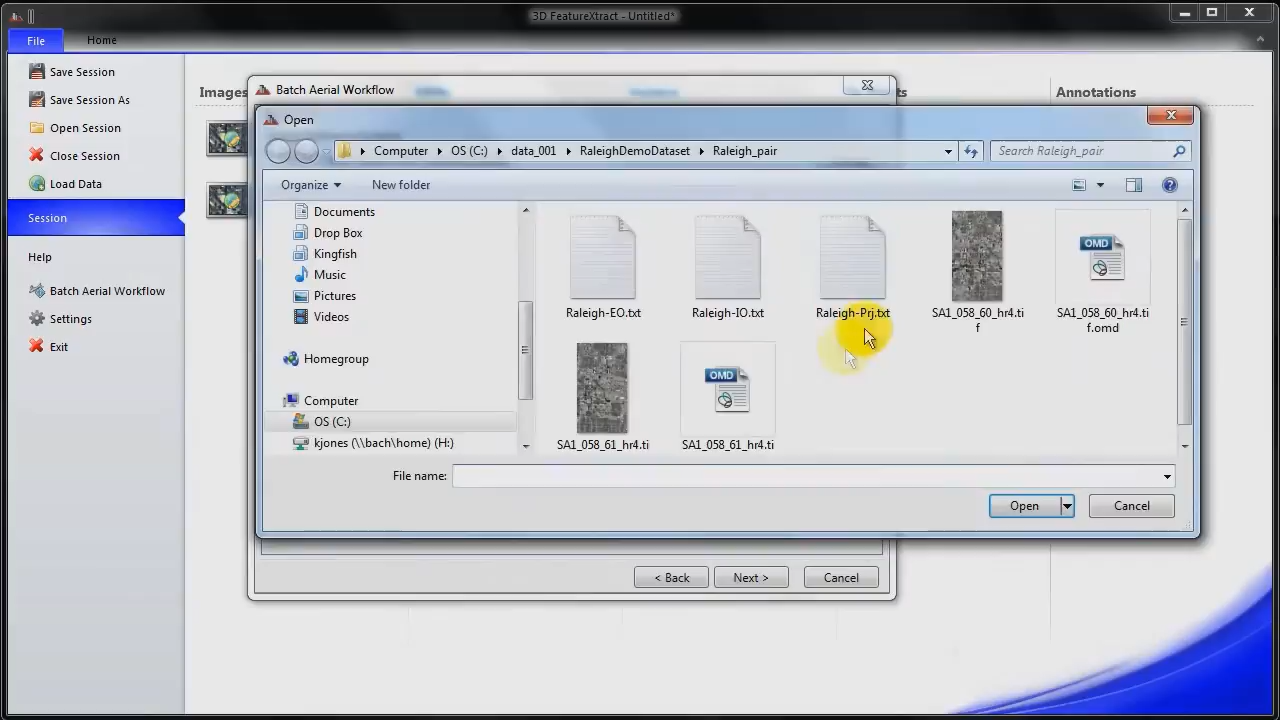 3D FeatureXtract - Untitled*
File
Home
Save Session
Save Session As
Open Session
Close Session
Load Data
Session
Help
Batch Aerial Workflow
Settings
Exit
Images
ts
Annotations
Batch Aerial Workflow
Open
Computer
OS (C:)
data_001
RaleighDemoDataset
Raleigh_pair
Search Raleigh_pair
Organize
New folder
Documents
Drop Box
Kingfish
Music
Pictures
Videos
Homegroup
Computer
OS (C:)
kjones (\\bach\home) (H:)
Raleigh-EO.txt
Raleigh-IO.txt
Raleigh-Prj.txt
SA1_058_60_hr4.ti
f
OMD
SA1_058_60_hr4.ti
f.omd
SA1_058_61_hr4.ti
OMD
SA1_058_61_hr4.ti
File name:
Open
Cancel
< Back
Next >
Cancel